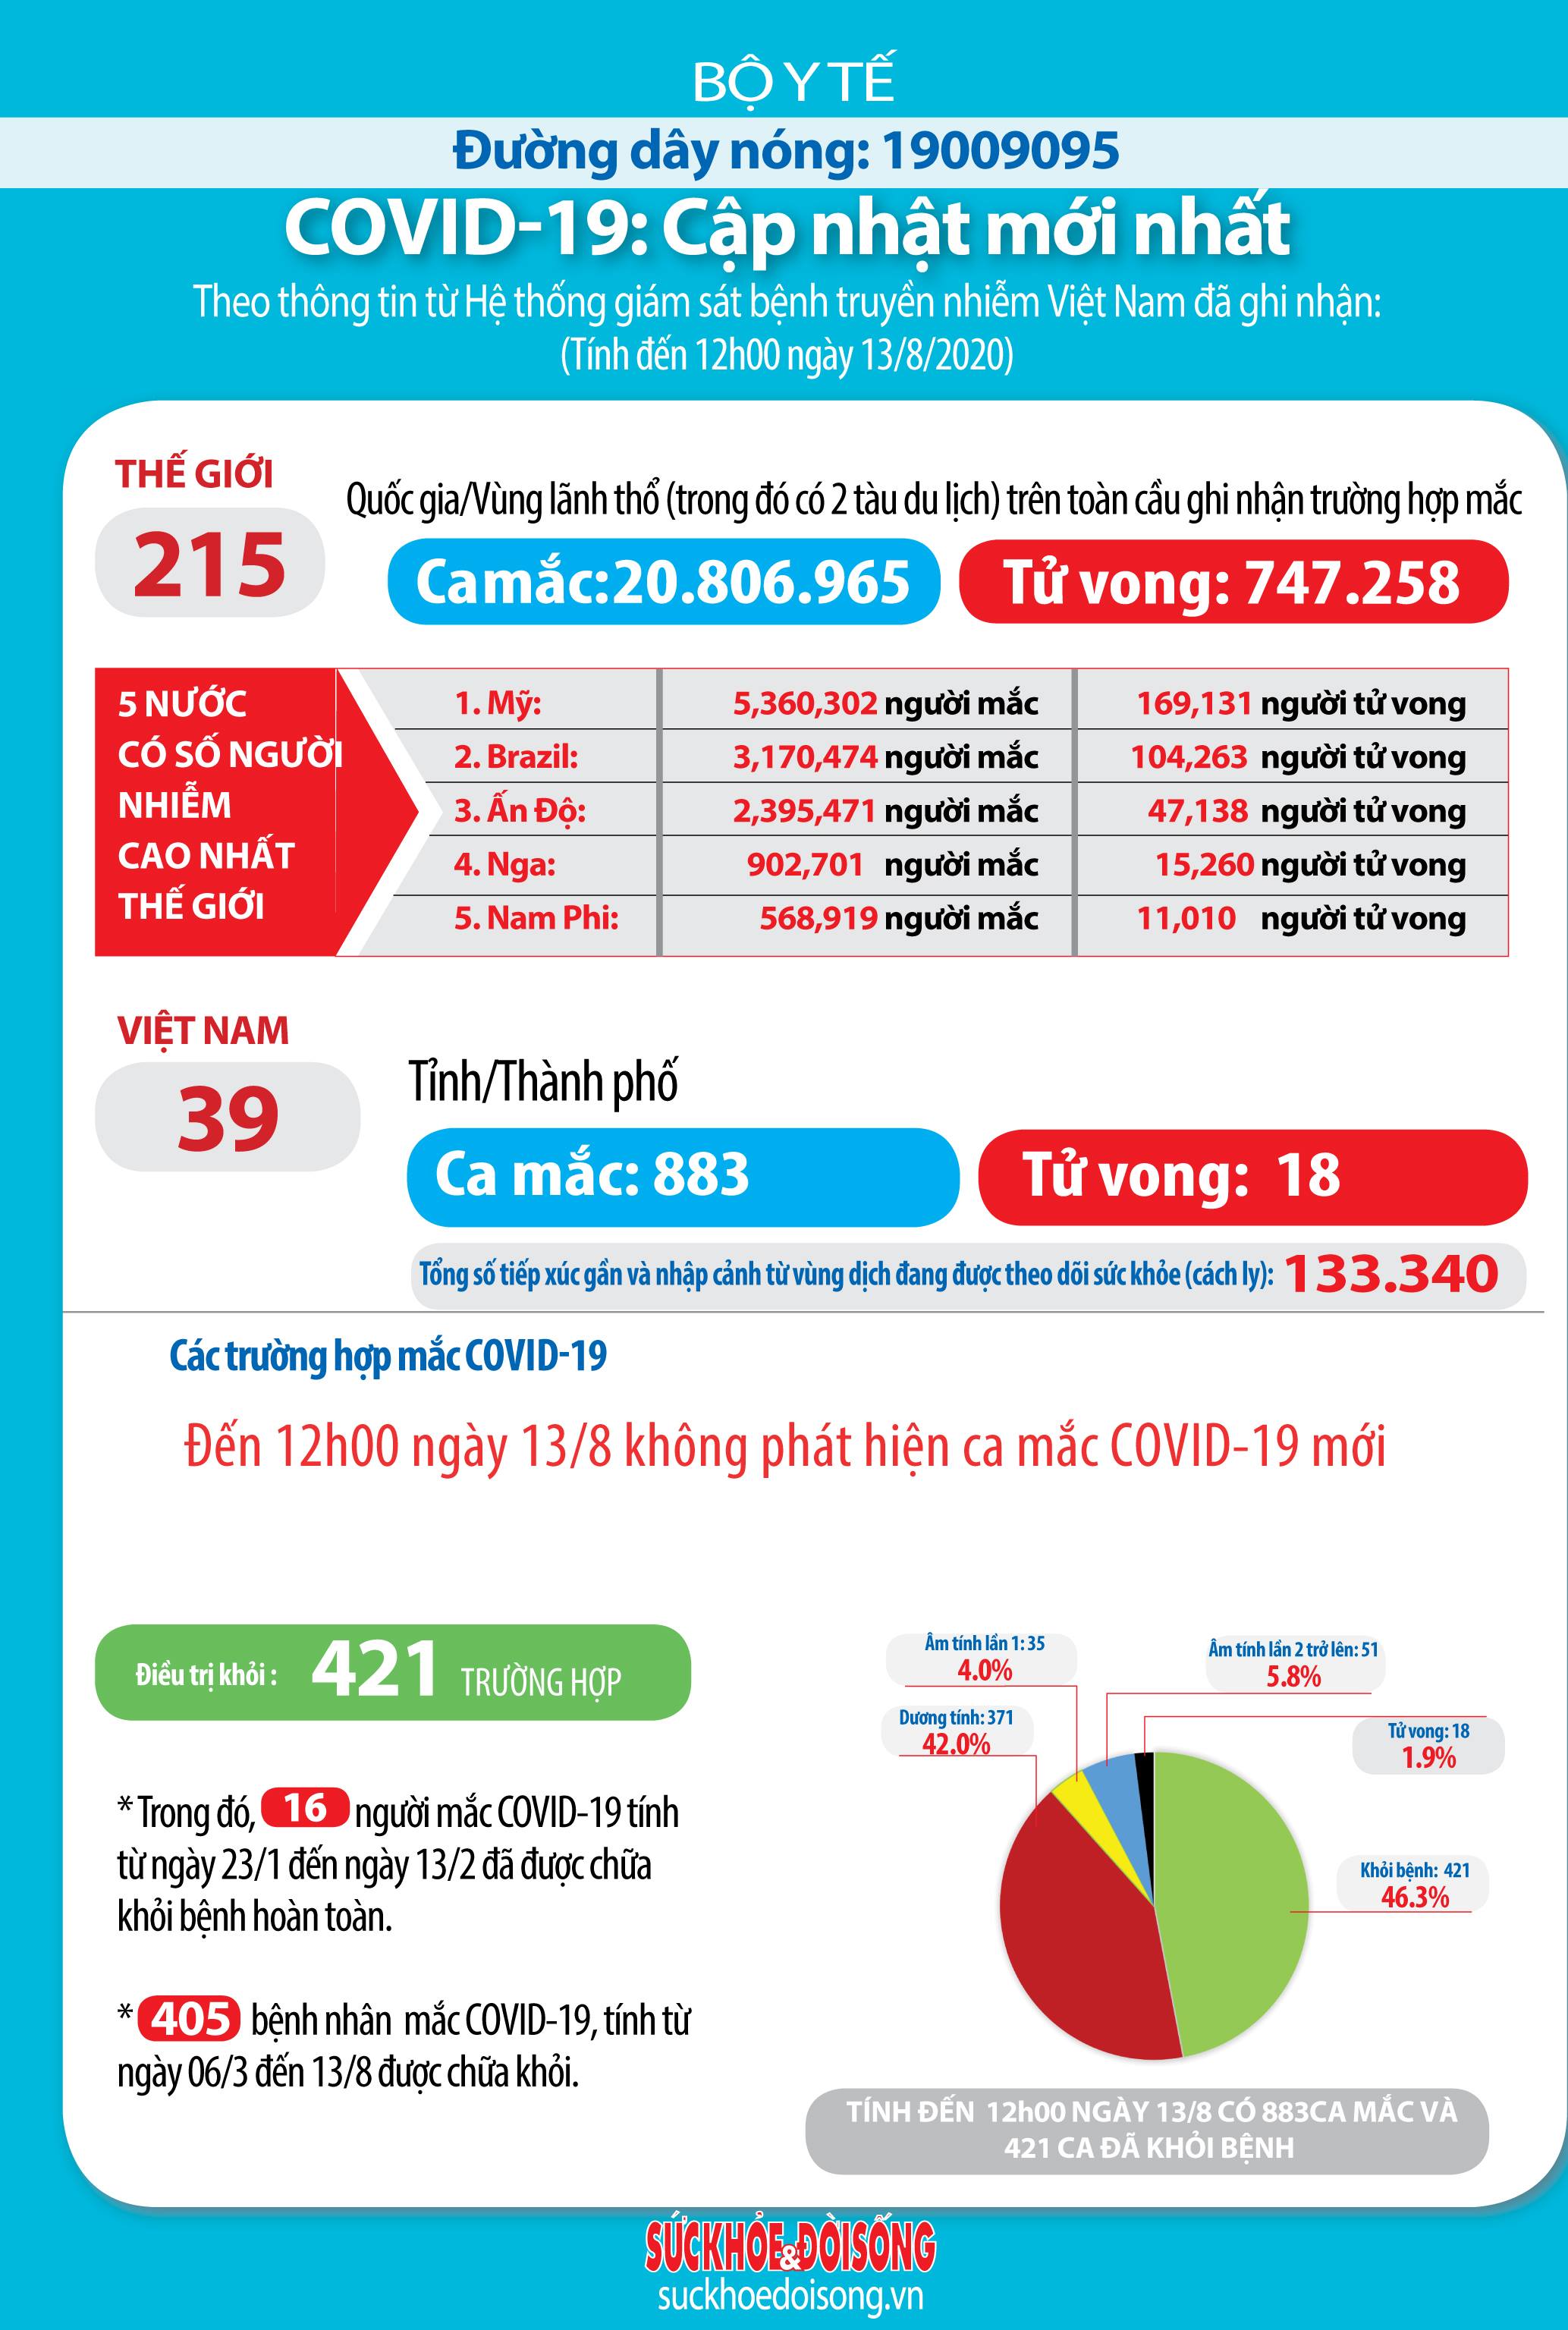 BỘ Y TẾ
Đường dây nóng: 19009095
COVID-19: Cập nhật mới nhất
Theo thông tin từ Hệ thống giám sát bệnh truyền nhiễm Việt Nam đã ghi nhận:
(Tính đến 12h00 ngày 13/8/2020)
THẾ GIỚI
215
Quốc gia/Vùng lãnh thổ (trong đó có 2 tàu du lịch) trên toàn cầu ghi nhận trường hợp mắc
Ca mắc:20.806.965
Tử vong: 747.258
5 NƯỚC
CÓ SỐ NGƯỜI
NHIỄM
CAO NHẤT
THẾ GIỚI
1. Mỹ: 5,360,302 người mắc 169,131 người tử vong
2. Brazil: 3,170,474 người mắc 104,263 người tử vong
3. Ấn Độ: 2,395,471 người mắc 47,138 người tử vong
4. Nga: 902,701 người mắc 15,260 người tử vong
5. Nam Phi: 568,919 người mắc 11,010 người tử vong
VIỆT NAM
39
Tỉnh/Thành phố
Ca mắc: 883
Tử vong: 18
Tổng số tiếp xúc gần và nhập cảnh từ vùng dịch đang được theo dõi sức khỏe (cách ly): 133.340
Các trường hợp mắc COVID-19
Đến 12h00 ngày 13/8 không phát hiện ca mắc COVID-19 mới
Điều trị khỏi : 421 TRƯỜNG HỢP
* Trong đó, 16 người mắc COVID-19 tính
từ ngày 23/1 đến ngày 13/2 đã được chữa
khỏi bệnh hoàn toàn.
* 405 bệnh nhân mắc COVID-19, tính từ
ngày 06/3 đến 13/8 được chữa khỏi.
Âm tính lần 1: 35
4.0%
Âm tính lần 2 trở lên: 51
5.8%
Dương tính: 371
42.0%
Tử vong: 18
1.9%
Khỏi bệnh: 421
46.3%
TÍNH ĐẾN 12h00 NGÀY 13/8 CÓ 883CA MẮC VÀ
421 CA ĐÃ KHỎI BỆNH
SỨCKHỎE&ĐỜISỐNG
suckhoedoisong.vn